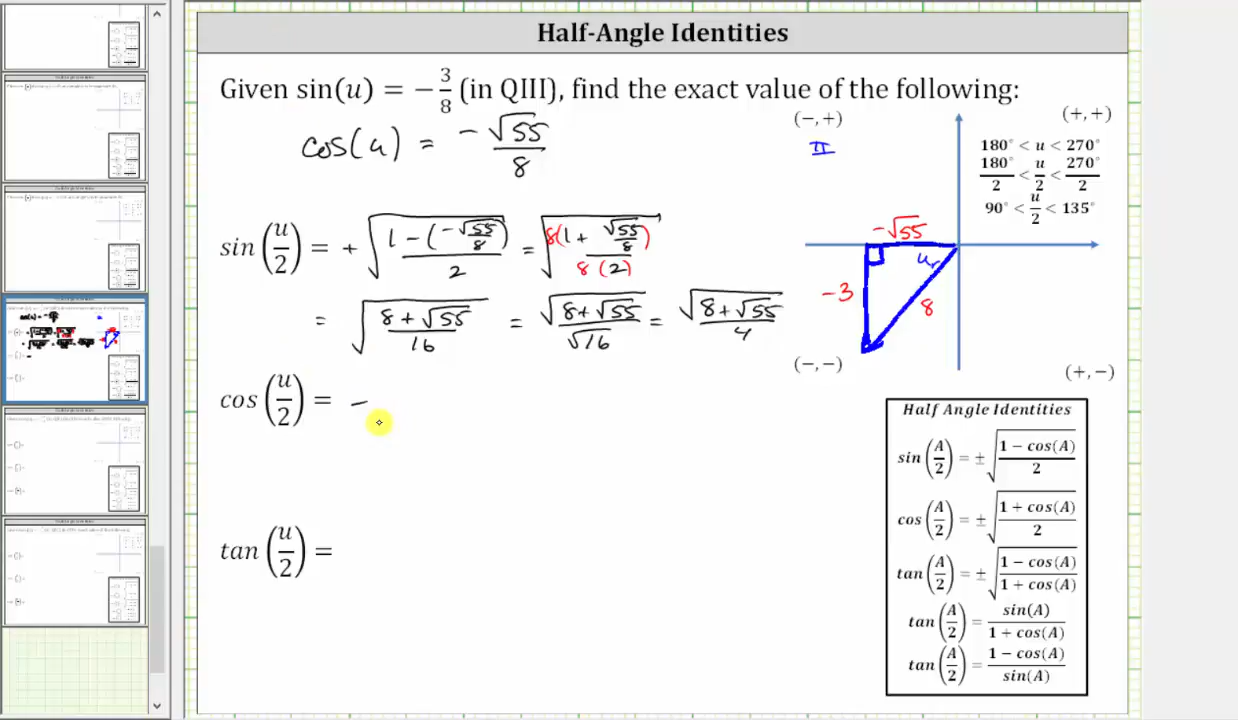 Half-Angle Identities
Given sin(u) = −3/8 (in QIII), find the exact value of the following:
cos(u) = −√55/8
(−,+)
(+,+)
II
180° < u < 270°
180°/2 < u/2 < 270°/2
90° < u/2 < 135°
sin(u/2) = +√((1 − (−√55/8))/2) = √(8(1 + √55/8)/8(2))
= √((8 + √55)/16) = √(8 + √55)/√16 = √(8 + √55)/4
−√55
u_r
−3
8
(−,−)
(+,−)
cos(u/2) = −
tan(u/2) =
Half Angle Identities
sin(A/2) = ±√((1 − cos(A))/2)
cos(A/2) = ±√((1 + cos(A))/2)
tan(A/2) = ±√((1 − cos(A))/(1 + cos(A)))
tan(A/2) = sin(A)/(1 + cos(A))
tan(A/2) = (1 − cos(A))/sin(A)